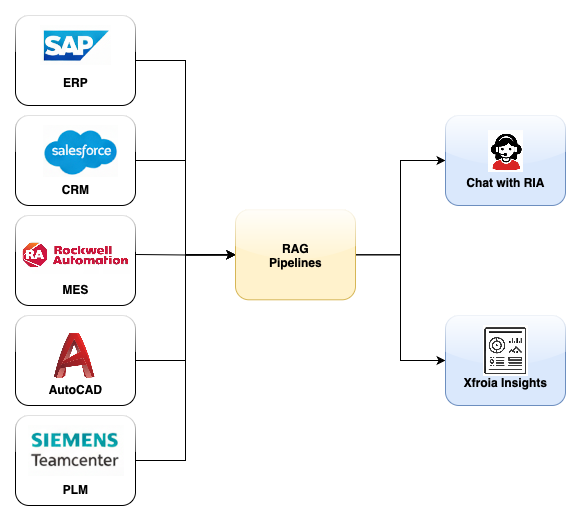 SAP
ERP
salesforce
CRM
RA Rockwell
Automation
MES
AutoCAD
SIEMENS
Teamcenter
PLM
RAG
Pipelines
Chat with RIA
Xfroia Insights